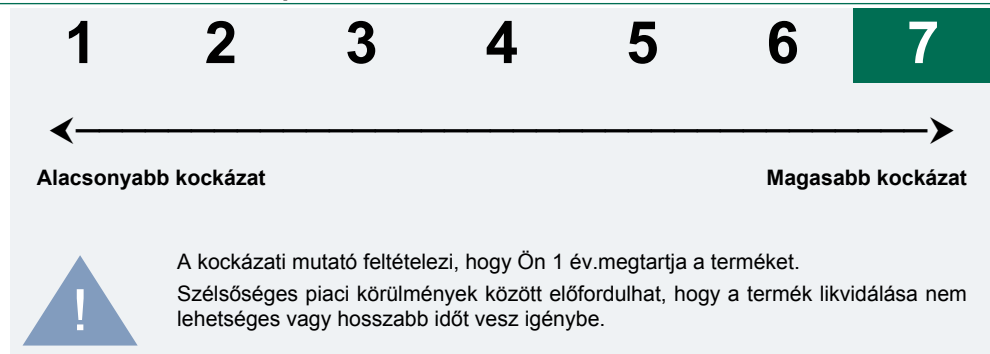 1 2 3 4 5 6 7
Alacsonyabb kockázat Magasabb kockázat
A kockázati mutató feltételezi, hogy Ön 1 év.megtartja a terméket.
Szélsőséges piaci körülmények között előfordulhat, hogy a termék likvidálása nem
lehetséges vagy hosszabb időt vesz igénybe.
!